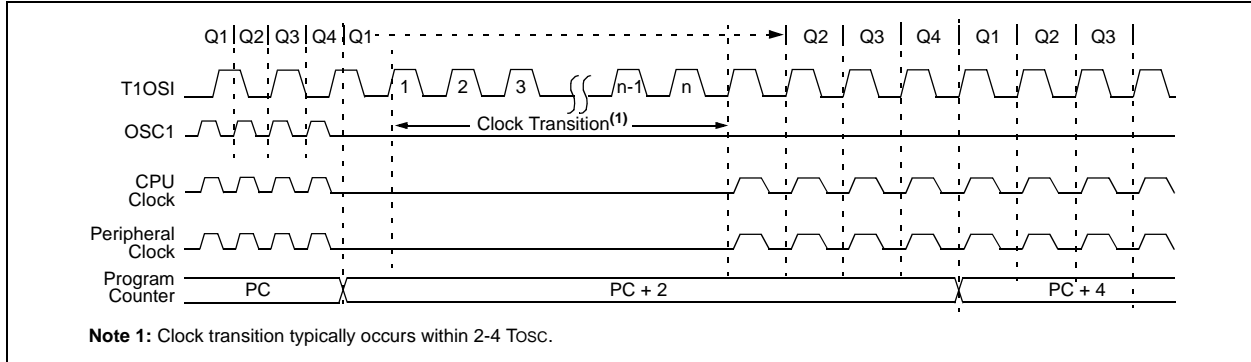 Q1 Q2 Q3 Q4 Q1 Q2 Q3 Q4 Q1 Q2 Q3
T1OSI 1 2 3 n-1 n
OSC1 Clock Transition(1)
CPU
Clock
Peripheral
Clock
Program
Counter
PC PC + 2 PC + 4
Note 1: Clock transition typically occurs within 2-4 TOSC.